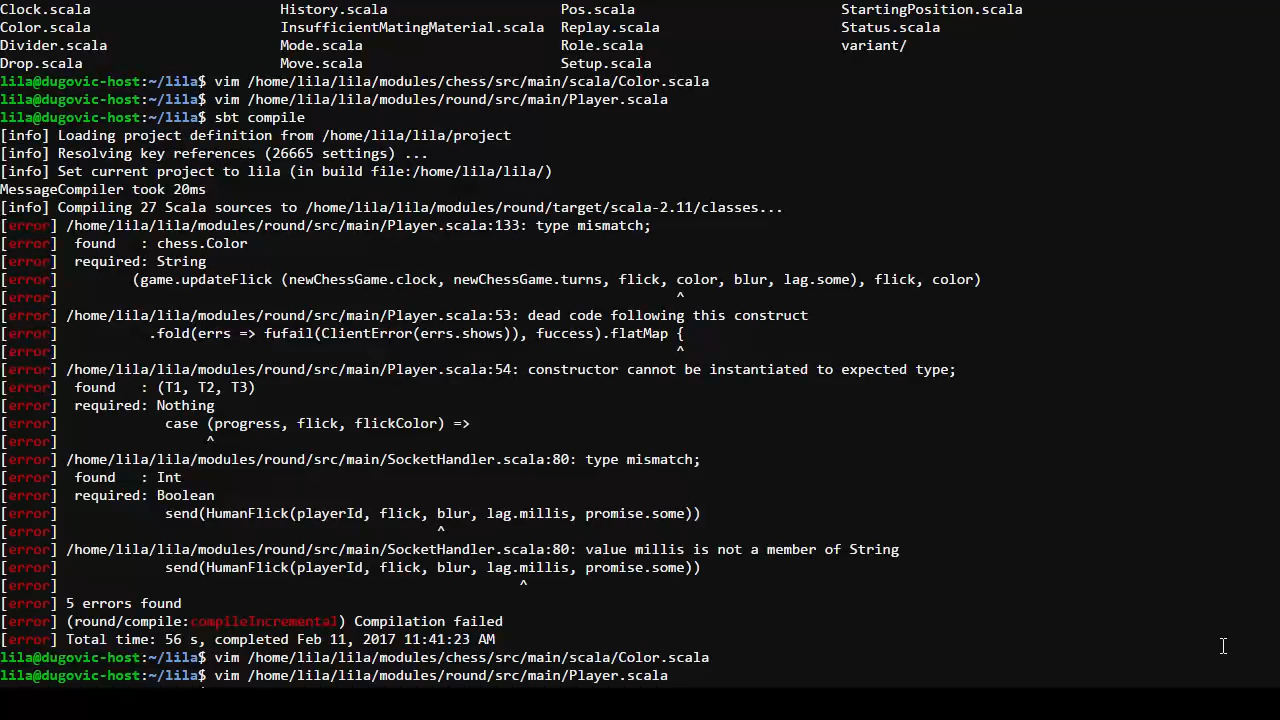 Clock.scala History.scala Pos.scala StartingPosition.scala
Color.scala InsufficientMatingMaterial.scala Replay.scala Status.scala
Divider.scala Mode.scala Role.scala variant/
Drop.scala Move.scala Setup.scala
lila@dugovic-host:~/lila$ vim /home/lila/lila/modules/chess/src/main/scala/Color.scala
lila@dugovic-host:~/lila$ vim /home/lila/lila/modules/round/src/main/Player.scala
lila@dugovic-host:~/lila$ sbt compile
[info] Loading project definition from /home/lila/lila/project
[info] Resolving key references (26665 settings) ...
[info] Set current project to lila (in build file:/home/lila/lila/)
MessageCompiler took 20ms
[info] Compiling 27 Scala sources to /home/lila/lila/modules/round/target/scala-2.11/classes...
[error] /home/lila/lila/modules/round/src/main/Player.scala:133: type mismatch;
[error]  found   : chess.Color
[error]  required: String
[error]         (game.updateFlick (newChessGame.clock, newChessGame.turns, flick, color, blur, lag.some), flick, color)
[error]                                                                           ^
[error] /home/lila/lila/modules/round/src/main/Player.scala:53: dead code following this construct
[error]           .fold(errs => fufail(ClientError(errs.shows)), fuccess).flatMap {
[error]                                                                           ^
[error] /home/lila/lila/modules/round/src/main/Player.scala:54: constructor cannot be instantiated to expected type;
[error]  found   : (T1, T2, T3)
[error]  required: Nothing
[error]             case (progress, flick, flickColor) =>
[error]                  ^
[error] /home/lila/lila/modules/round/src/main/SocketHandler.scala:80: type mismatch;
[error]  found   : Int
[error]  required: Boolean
[error]             send(HumanFlick(playerId, flick, blur, lag.millis, promise.some))
[error]                                              ^
[error] /home/lila/lila/modules/round/src/main/SocketHandler.scala:80: value millis is not a member of String
[error]             send(HumanFlick(playerId, flick, blur, lag.millis, promise.some))
[error]                                                        ^
[error] 5 errors found
[error] (round/compile:compileIncremental) Compilation failed
[error] Total time: 56 s, completed Feb 11, 2017 11:41:23 AM
lila@dugovic-host:~/lila$ vim /home/lila/lila/modules/chess/src/main/scala/Color.scala
lila@dugovic-host:~/lila$ vim /home/lila/lila/modules/round/src/main/Player.scala